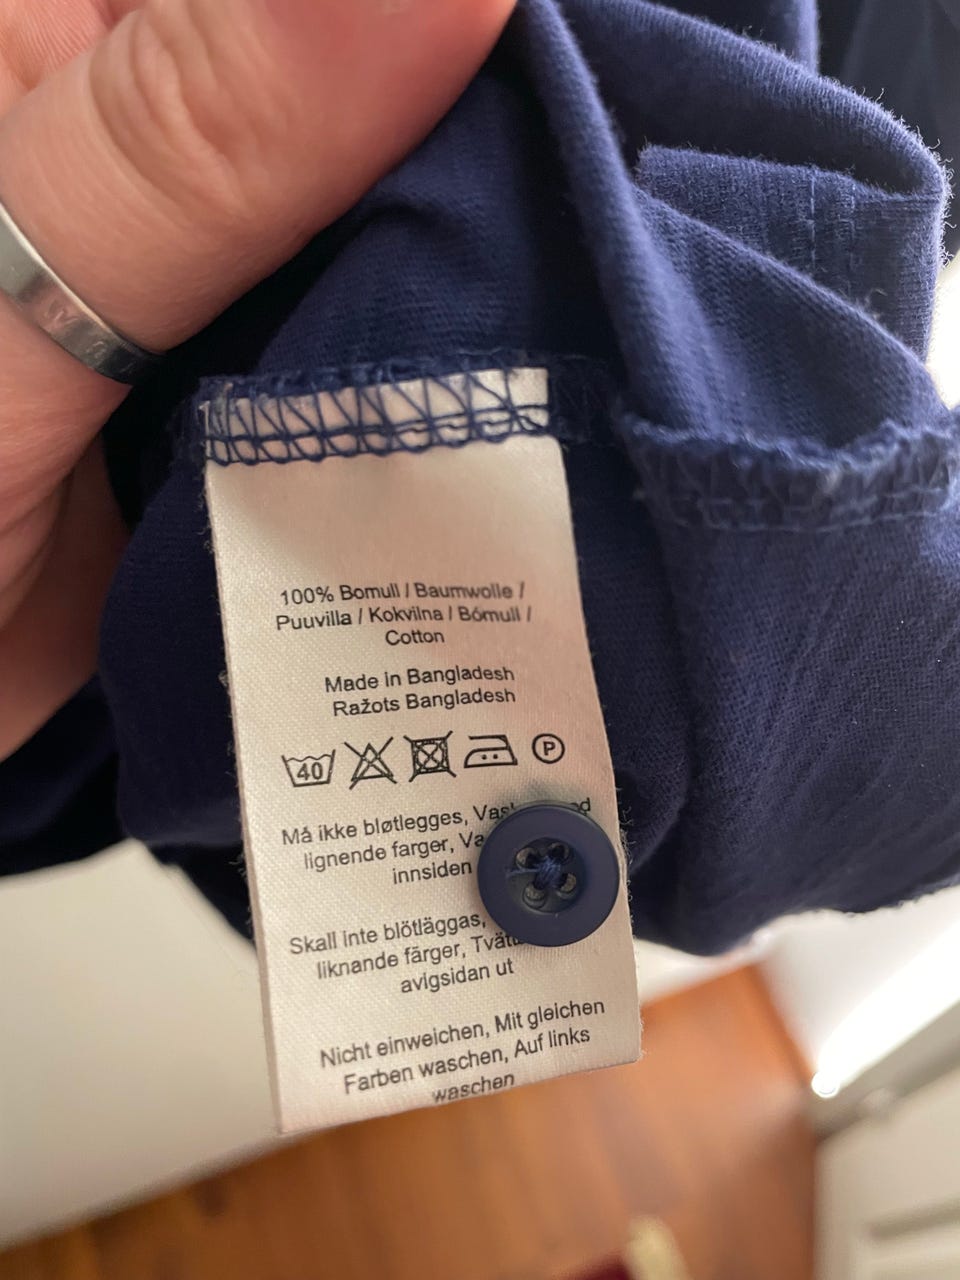 100% Bomull / Baumwolle /
Puuvilla / Kokvilna / Bómull /
Cotton
Made in Bangladesh
Ražots Bangladesh
40 P
Må ikke bløtlegges,
lignende farger,
innsiden
Skall inte blötläggas,
liknande färger,
avigsidan ut
Nicht einweichen, Mit gleichen
Farben waschen, Auf links
waschen